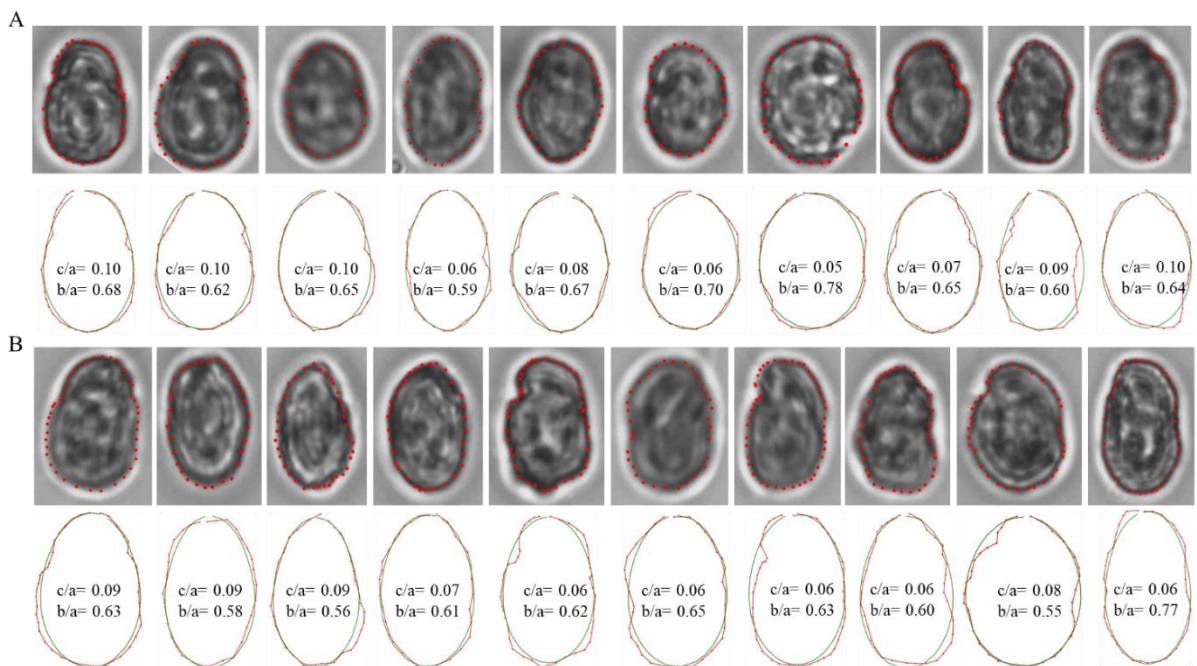 A
c/a= 0.10 c/a= 0.10 c/a= 0.10 c/a= 0.06 c/a= 0.08 c/a= 0.06 c/a= 0.05 c/a= 0.07 c/a= 0.09 c/a= 0.10
b/a= 0.68 b/a= 0.62 b/a= 0.65 b/a= 0.59 b/a= 0.67 b/a= 0.70 b/a= 0.78 b/a= 0.65 b/a= 0.60 b/a= 0.64
B
c/a= 0.09 c/a= 0.09 c/a= 0.09 c/a= 0.07 c/a= 0.06 c/a= 0.06 c/a= 0.06 c/a= 0.06 c/a= 0.08 c/a= 0.06
b/a= 0.63 b/a= 0.58 b/a= 0.56 b/a= 0.61 b/a= 0.62 b/a= 0.65 b/a= 0.63 b/a= 0.60 b/a= 0.55 b/a= 0.77